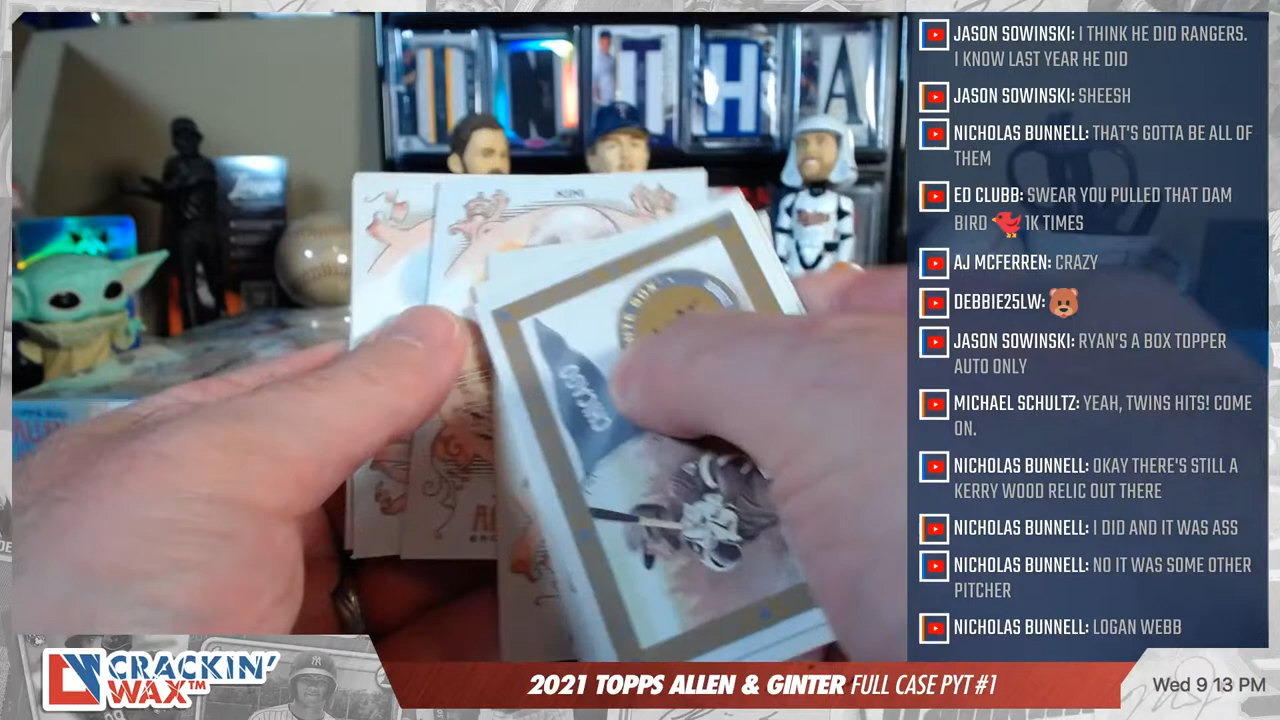 JASON SOWINSKI: I THINK HE DID RANGERS.
I KNOW LAST YEAR HE DID
JASON SOWINSKI: SHEESH
NICHOLAS BUNNELL: THAT'S GOTTA BE ALL OF
THEM
ED CLUBB: SWEAR YOU PULLED THAT DAM
BIRD 1K TIMES
AJ MCFERREN: CRAZY
DEBBIE25LW:
JASON SOWINSKI: RYAN'S A BOX TOPPER
AUTO ONLY
MICHAEL SCHULTZ: YEAH, TWINS HITS! COME
ON.
NICHOLAS BUNNELL: OKAY THERE'S STILL A
KERRY WOOD RELIC OUT THERE
NICHOLAS BUNNELL: I DID AND IT WAS ASS
NICHOLAS BUNNELL: NO IT WAS SOME OTHER
PITCHER
NICHOLAS BUNNELL: LOGAN WEBB
I T H A
MINI
CHICAGO
CRACKIN'
WAX™
2021 TOPPS ALLEN & GINTER FULL CASE PYT #1
Wed 9 13 PM